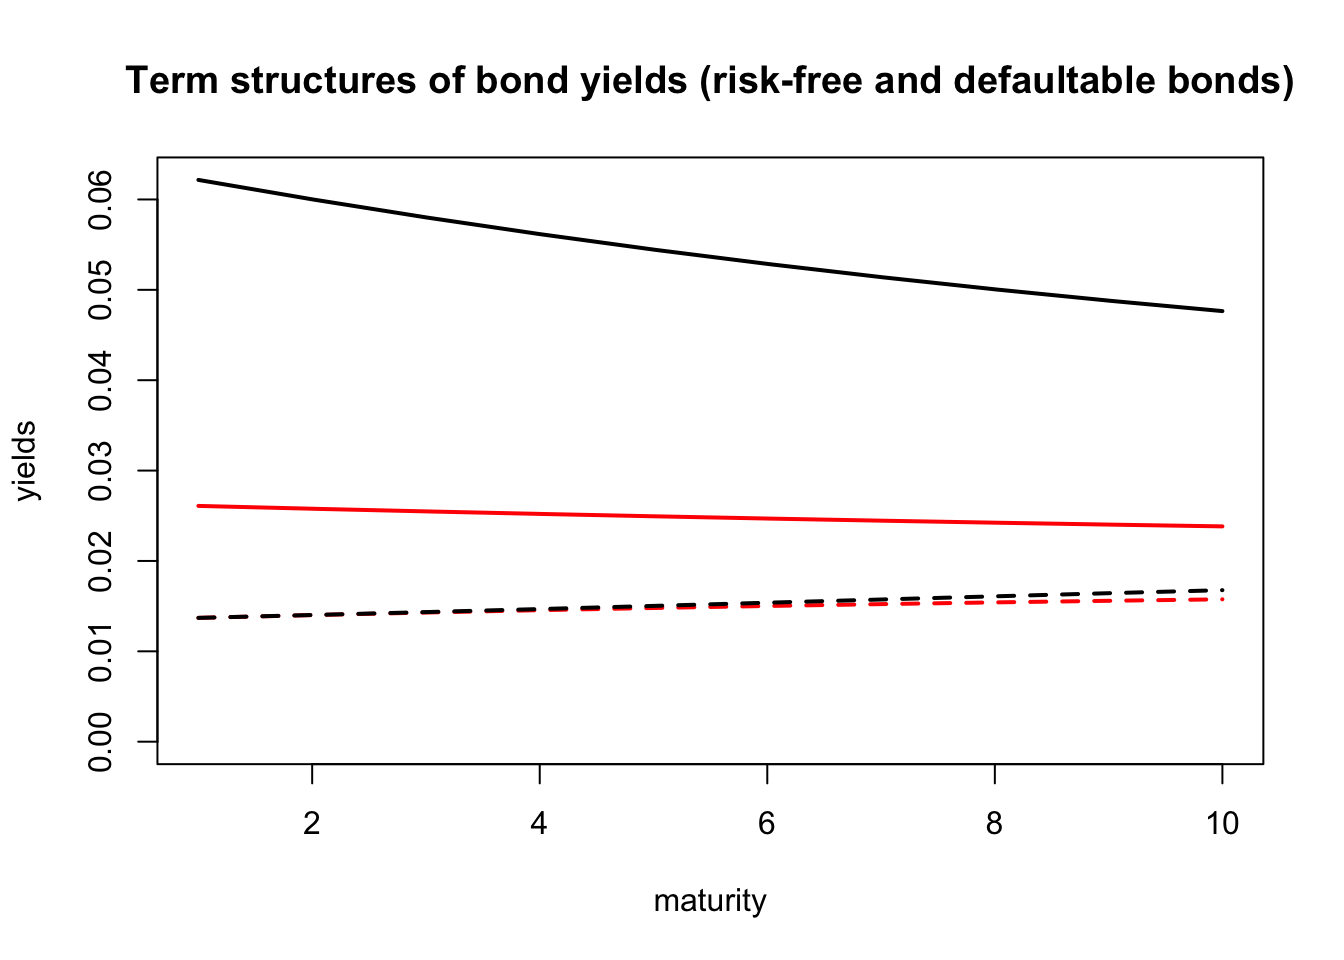 Term structures of bond yields (risk-free and defaultable bonds)
yields
0.06
0.05
0.04
0.03
0.02
0.01
0.00
2 4 6 8 10
maturity